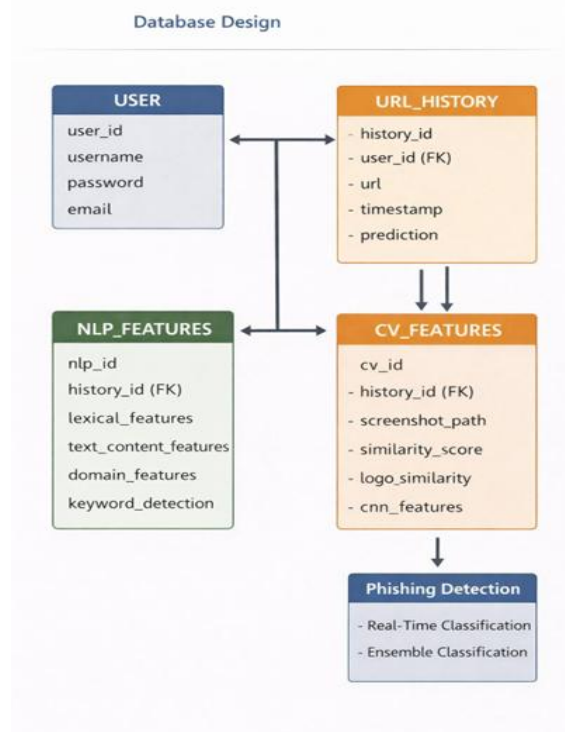 Database Design
USER
user_id
username
password
email
URL_HISTORY
- history_id
- user_id (FK)
- url
- timestamp
- prediction
NLP_FEATURES
nlp_id
history_id (FK)
lexical_features
text_content_features
domain_features
keyword_detection
CV_FEATURES
cv_id
- history_id (FK)
- screenshot_path
- similarity_score
- logo_similarity
- cnn_features
Phishing Detection
- Real-Time Classification
- Ensemble Classification